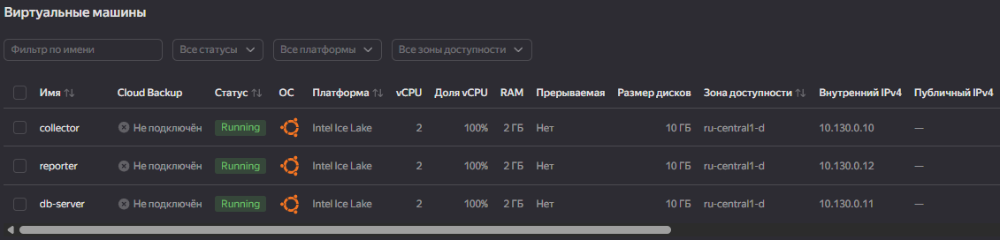 Виртуальные машины
Фильтр по имени Все статусы Все платформы Все зоны доступности
Имя Cloud Backup Статус ОС Платформа vCPU Доля vCPU RAM Прерываемая Размер дисков Зона доступности Внутренний IPv4 Публичный IPv4
collector Не подключён Running Intel Ice Lake 2 100% 2 ГБ Нет 10 ГБ ru-central1-d 10.130.0.10 —
reporter Не подключён Running Intel Ice Lake 2 100% 2 ГБ Нет 10 ГБ ru-central1-d 10.130.0.12 —
db-server Не подключён Running Intel Ice Lake 2 100% 2 ГБ Нет 10 ГБ ru-central1-d 10.130.0.11 —